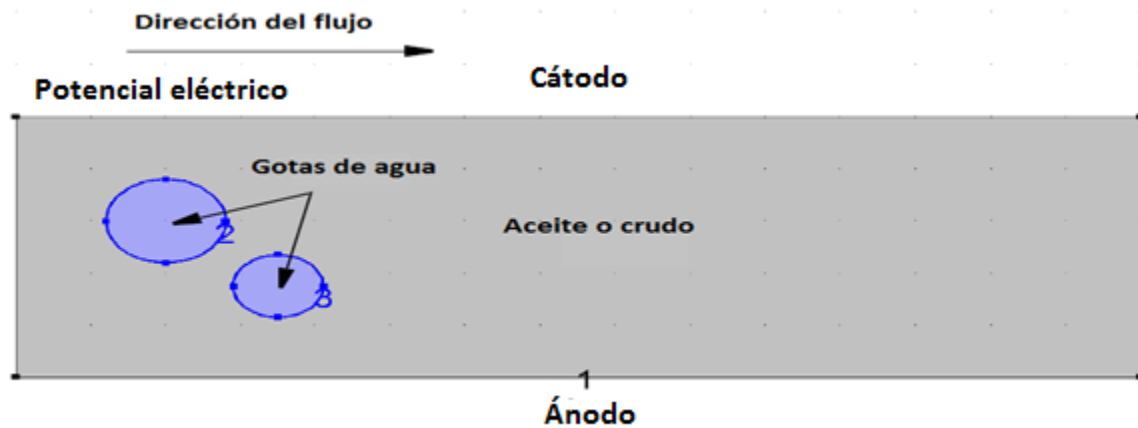 Dirección del flujo
Cátodo
Potencial eléctrico
Gotas de agua
Aceite o crudo
2
3
1
Ánodo